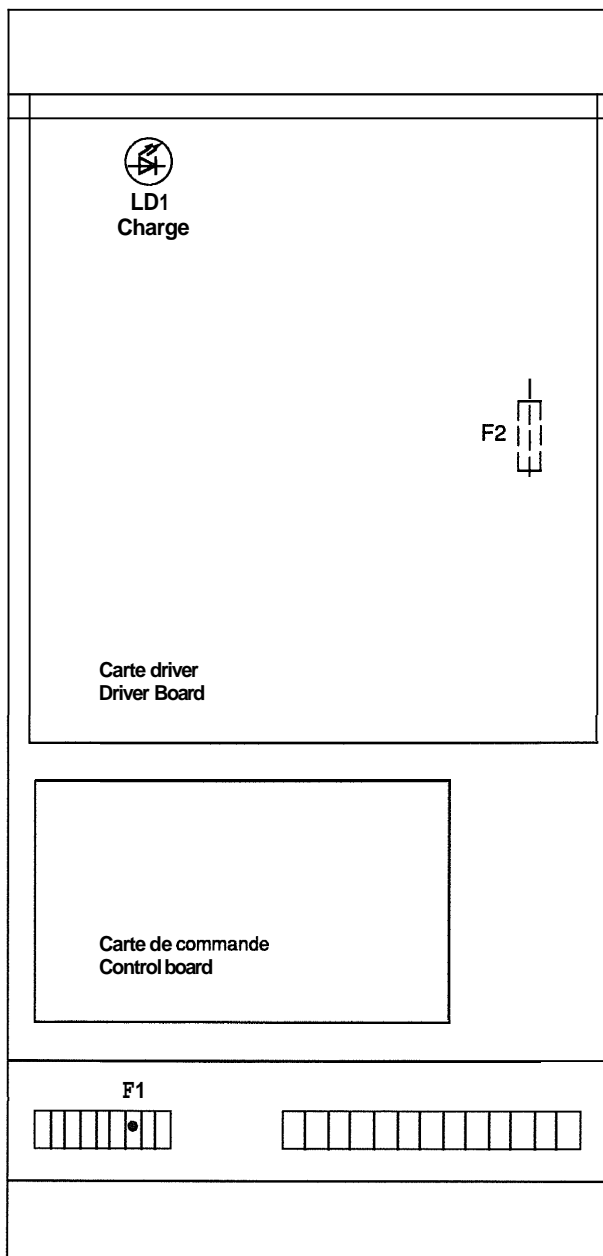 LD1
Charge
F2
Carte driver
Driver Board
Carte de commande
Control board
F1